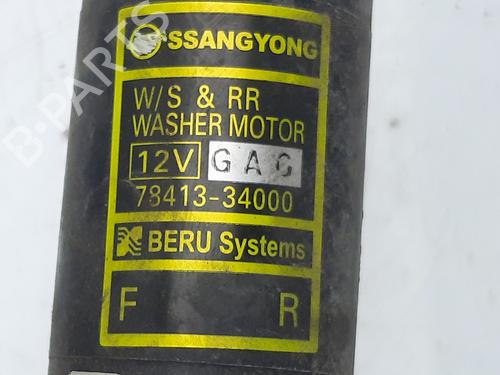 SSANGYONG
W/S & RR
WASHER MOTOR
12V GAC
78413-34000
BERU Systems
F R
B-PARTS